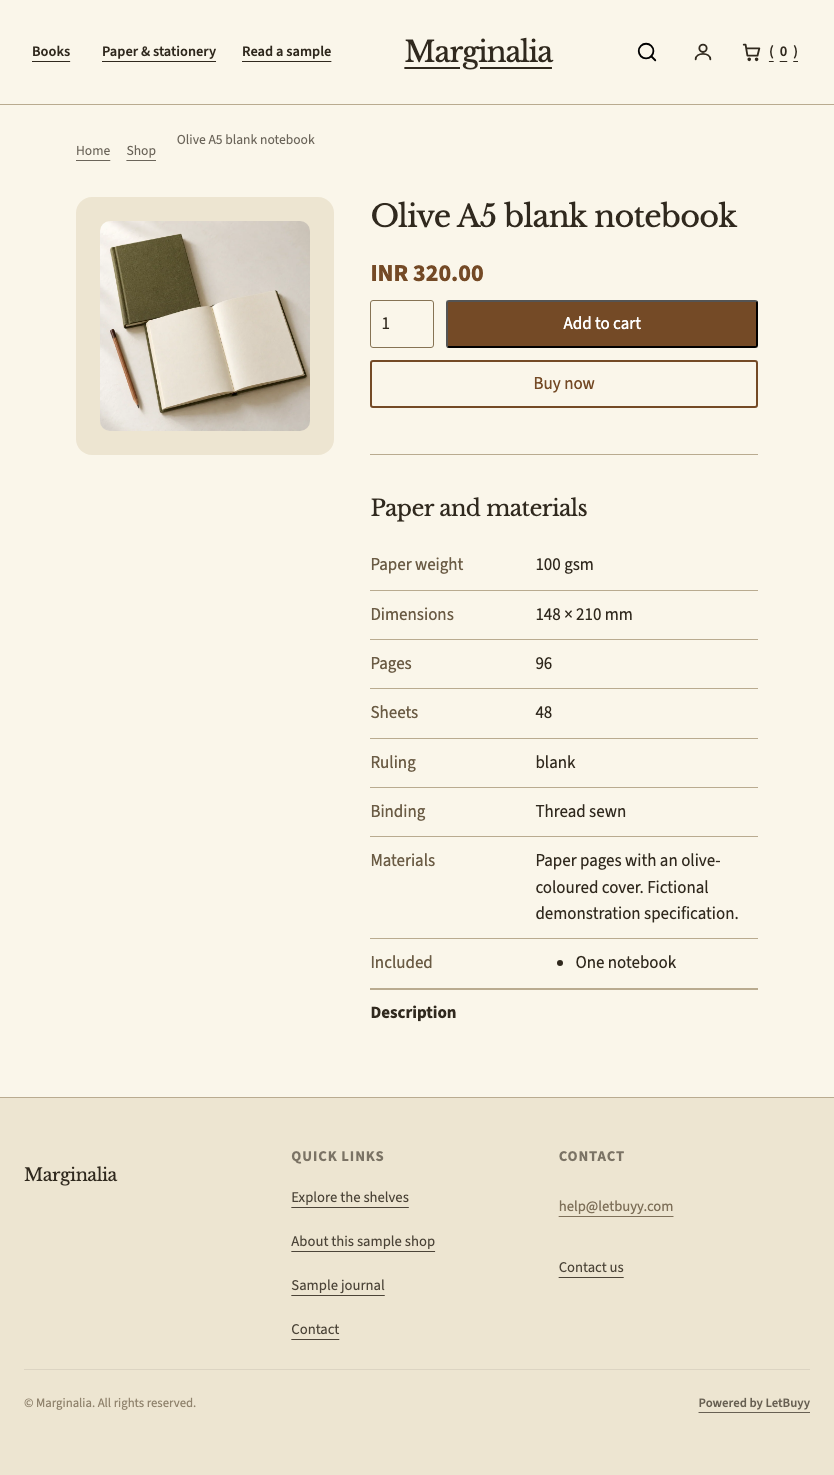 Books Paper & stationery Read a sample Marginalia ( 0 )
Home Shop Olive A5 blank notebook
Olive A5 blank notebook
INR 320.00
1 Add to cart
Buy now
Paper and materials
Paper weight 100 gsm
Dimensions 148 × 210 mm
Pages 96
Sheets 48
Ruling blank
Binding Thread sewn
Materials Paper pages with an olive-
coloured cover. Fictional
demonstration specification.
Included • One notebook
Description
Marginalia
QUICK LINKS
Explore the shelves
About this sample shop
Sample journal
Contact
CONTACT
help@letbuyy.com
Contact us
© Marginalia. All rights reserved. Powered by LetBuyy